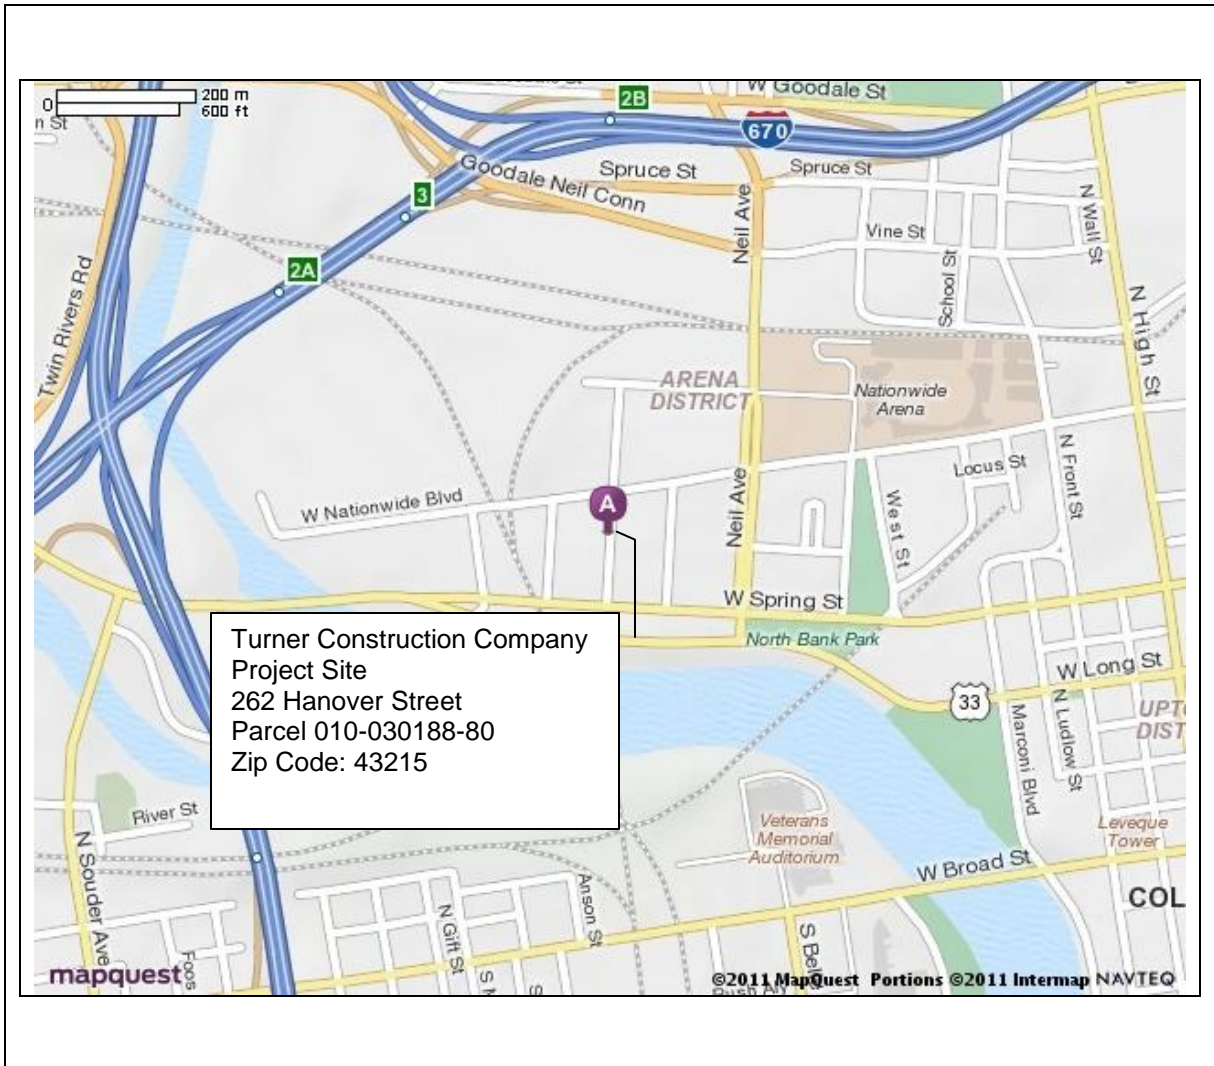 0
200 m
600 ft
2B
W Goodale St
670
n St
Spruce St
Spruce St
Goodale Neil Conn
3
N Wall St
Neil Ave
Vine St
2A
School St
Twin Rivers Rd
N High St
ARENA
DISTRICT
Nationwide
Arena
Locus St
N Front St
W Nationwide Blvd
A
Neil Ave
West St
W Spring St
North Bank Park
Turner Construction Company
Project Site
262 Hanover Street
Parcel 010-030188-80
Zip Code: 43215
W Long St
33
Marconi Blvd
N Ludlow St
UPT
DIST
River St
Veterans
Memorial
Auditorium
Leveque
Tower
N Souder Ave
W Broad St
COL
Anson St
N Gift St
S Belle
Foos
S
mapquest
©2011 MapQuest Portions ©2011 Intermap NAVTEQ